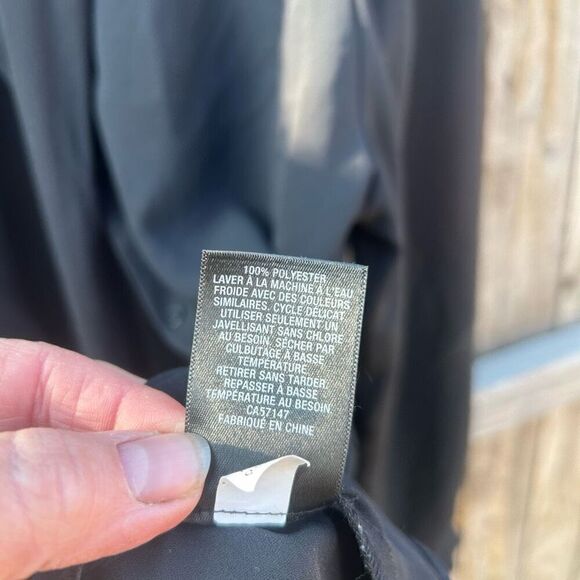 100% POLYESTER
LAVER À LA MACHINE À L'EAU
FROIDE AVEC DES COULEURS
SIMILAIRES. CYCLE DÉLICAT
UTILISER SEULEMENT UN
JAVELLISANT SANS CHLORE
AU BESOIN. SÉCHER PAR
CULBUTAGE À BASSE
TEMPÉRATURE
RETIRER SANS TARDER.
REPASSER À BASSE
TEMPÉRATURE AU BESOIN.
CA57147
FABRIQUÉ EN CHINE